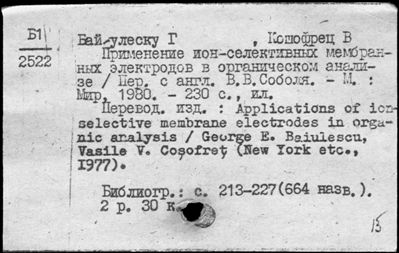 Б1
2522
Бай-улеску Г , Кошофрец В
Применение ион-селективных мембран-
ных электродов в органическом анали-
зе / Пер. с англ. В.В.Соболя. - М. :
Мир, 1980. - 230 с., ил.
Перевод. изд. : Applications of ion-
selective membrane electrodes in orga-
nic analysis / George E. Baiulescu,
Vasile V. Coşofreţ (New York etc.,
1977).
Библиогр.: с. 213-227(664 назв.).
2 р. 30 к.
15